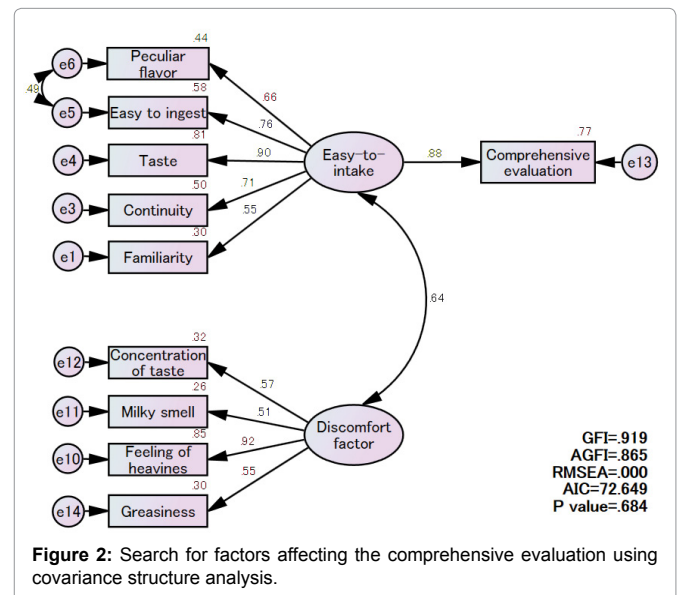 .44
e6
Peculiar
flavor
.49
.66
.58
e5
Easy to ingest
.76
.81
e4
Taste
.90
Easy-to-
intake
.88
.77
Comprehensive
evaluation
e13
.50
e3
Continuity
.71
.30
e1
Familiarity
.55
.64
.32
e12
Concentration
of taste
.57
.26
e11
Milky smell
.51
.85
e10
Feeling of
heavines
.92
Discomfort
factor
.30
e14
Greasiness
.55
GFI=.919
AGFI=.865
RMSEA=.000
AIC=72.649
P value=.684
Figure 2: Search for factors affecting the comprehensive evaluation using
covariance structure analysis.